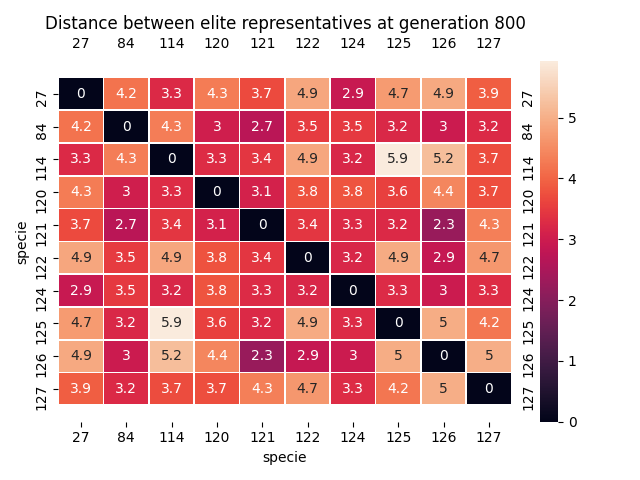 Distance between elite representatives at generation 800
27 84 114 120 121 122 124 125 126 127
27 0 4.2 3.3 4.3 3.7 4.9 2.9 4.7 4.9 3.9 27
84 4.2 0 4.3 3 2.7 3.5 3.5 3.2 3 3.2 84
114 3.3 4.3 0 3.3 3.4 4.9 3.2 5.9 5.2 3.7 114
120 4.3 3 3.3 0 3.1 3.8 3.8 3.6 4.4 3.7 120
121 3.7 2.7 3.4 3.1 0 3.4 3.3 3.2 2.3 4.3 121
122 4.9 3.5 4.9 3.8 3.4 0 3.2 4.9 2.9 4.7 122
124 2.9 3.5 3.2 3.8 3.3 3.2 0 3.3 3 3.3 124
125 4.7 3.2 5.9 3.6 3.2 4.9 3.3 0 5 4.2 125
126 4.9 3 5.2 4.4 2.3 2.9 3 5 0 5 126
127 3.9 3.2 3.7 3.7 4.3 4.7 3.3 4.2 5 0 127
27 84 114 120 121 122 124 125 126 127
specie
specie
5
4
3
2
1
0